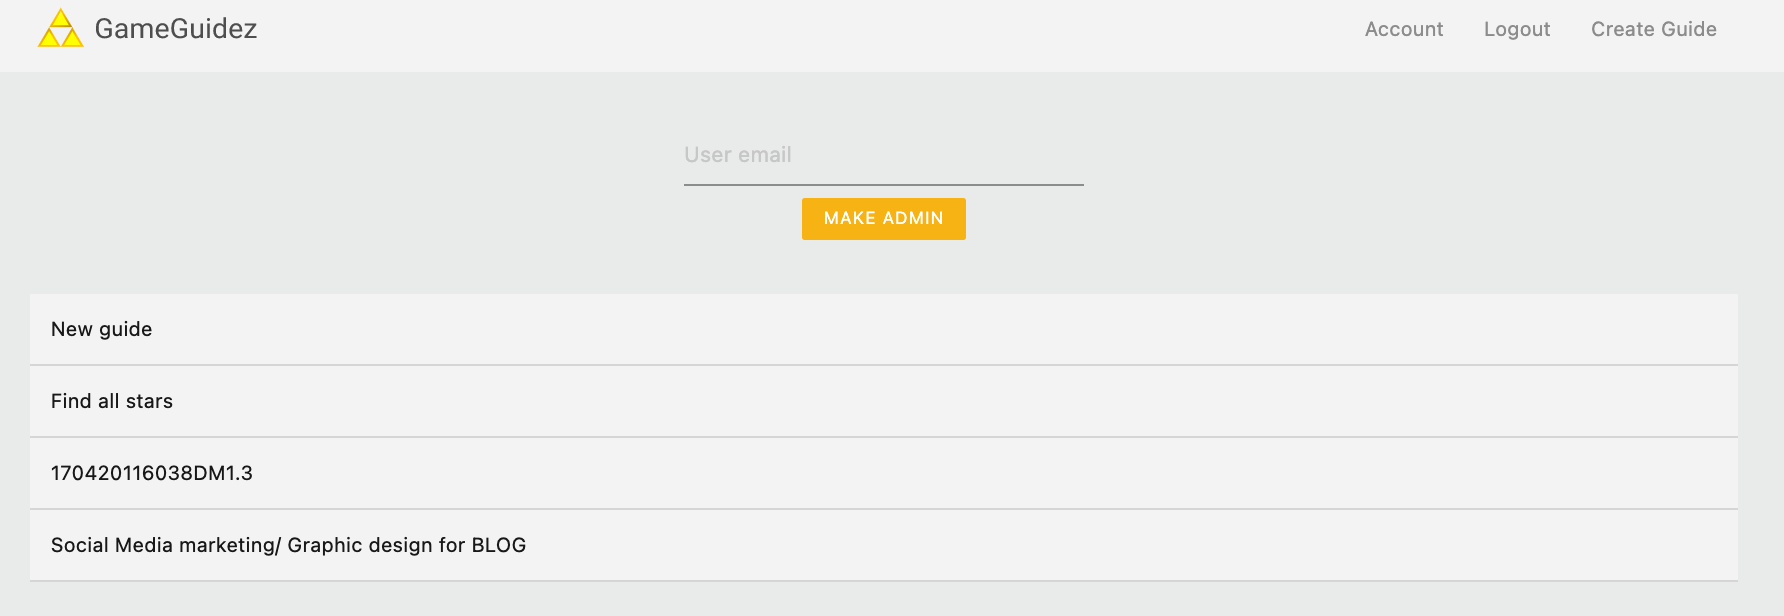 GameGuidez
Account Logout Create Guide
User email
MAKE ADMIN
New guide
Find all stars
170420116038DM1.3
Social Media marketing/ Graphic design for BLOG